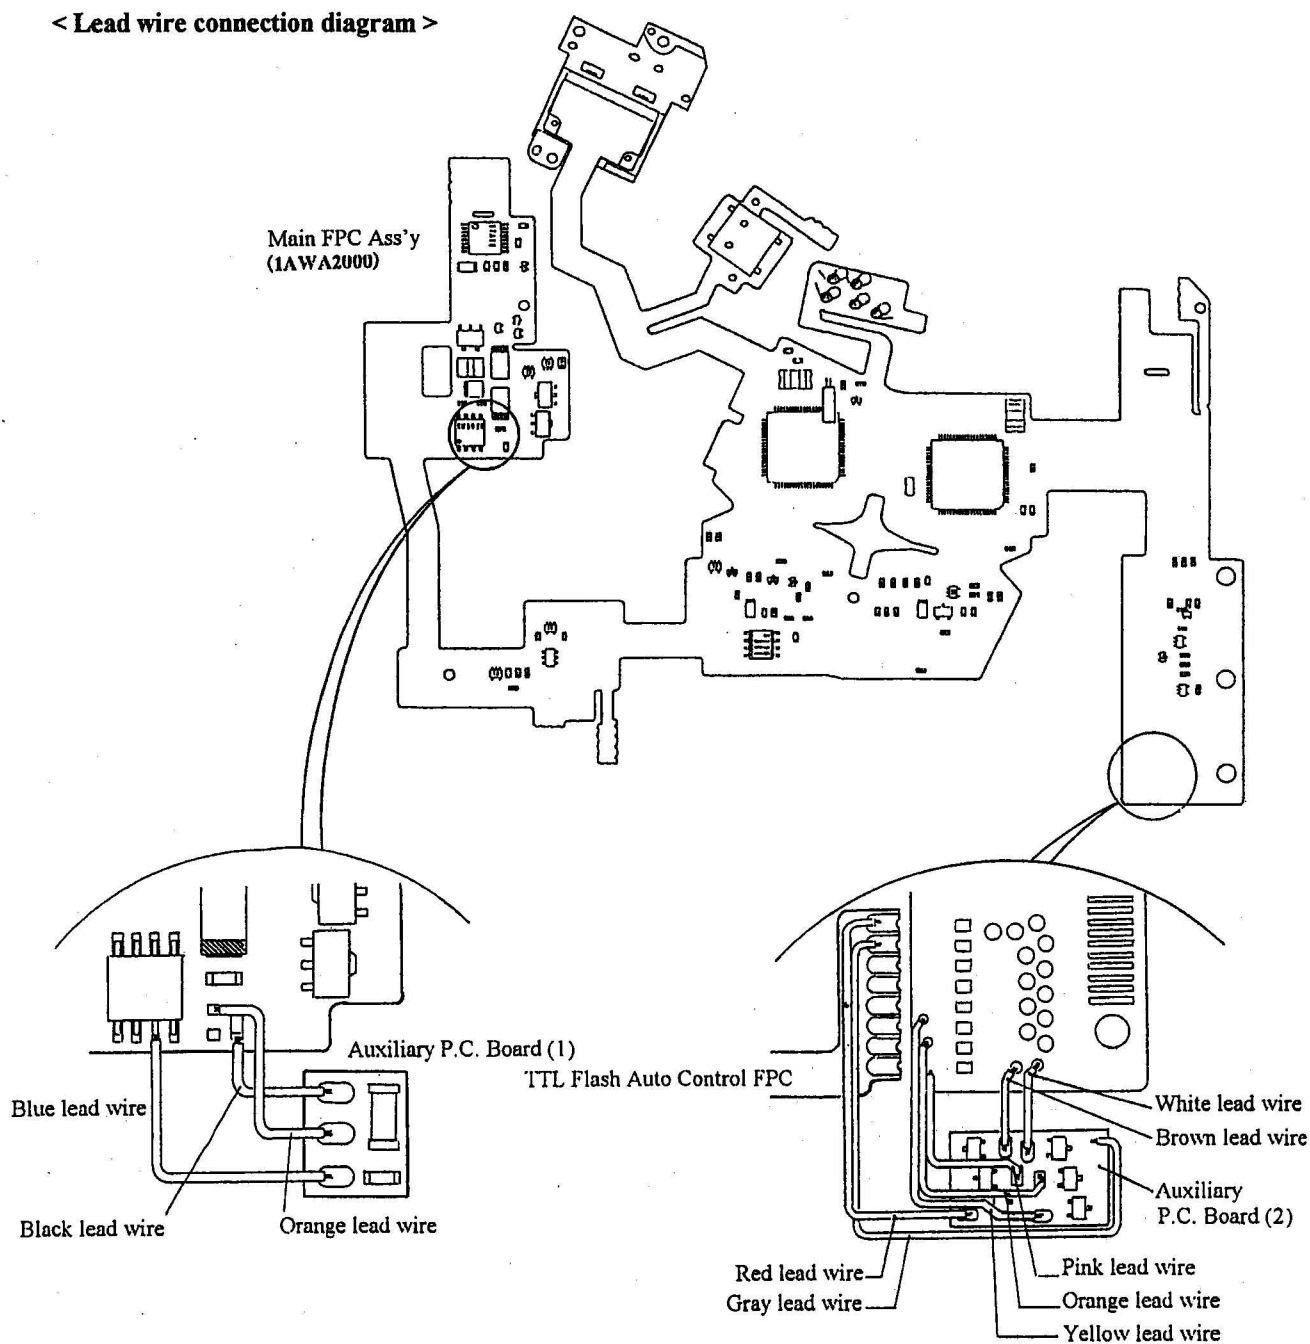 < Lead wire connection diagram >
Main FPC Ass'y
(1AWA2000)
Auxiliary P.C. Board (1)
Blue lead wire
Black lead wire
Orange lead wire
TTL Flash Auto Control FPC
White lead wire
Brown lead wire
Auxiliary
P.C. Board (2)
Red lead wire
Gray lead wire
Pink lead wire
Orange lead wire
Yellow lead wire